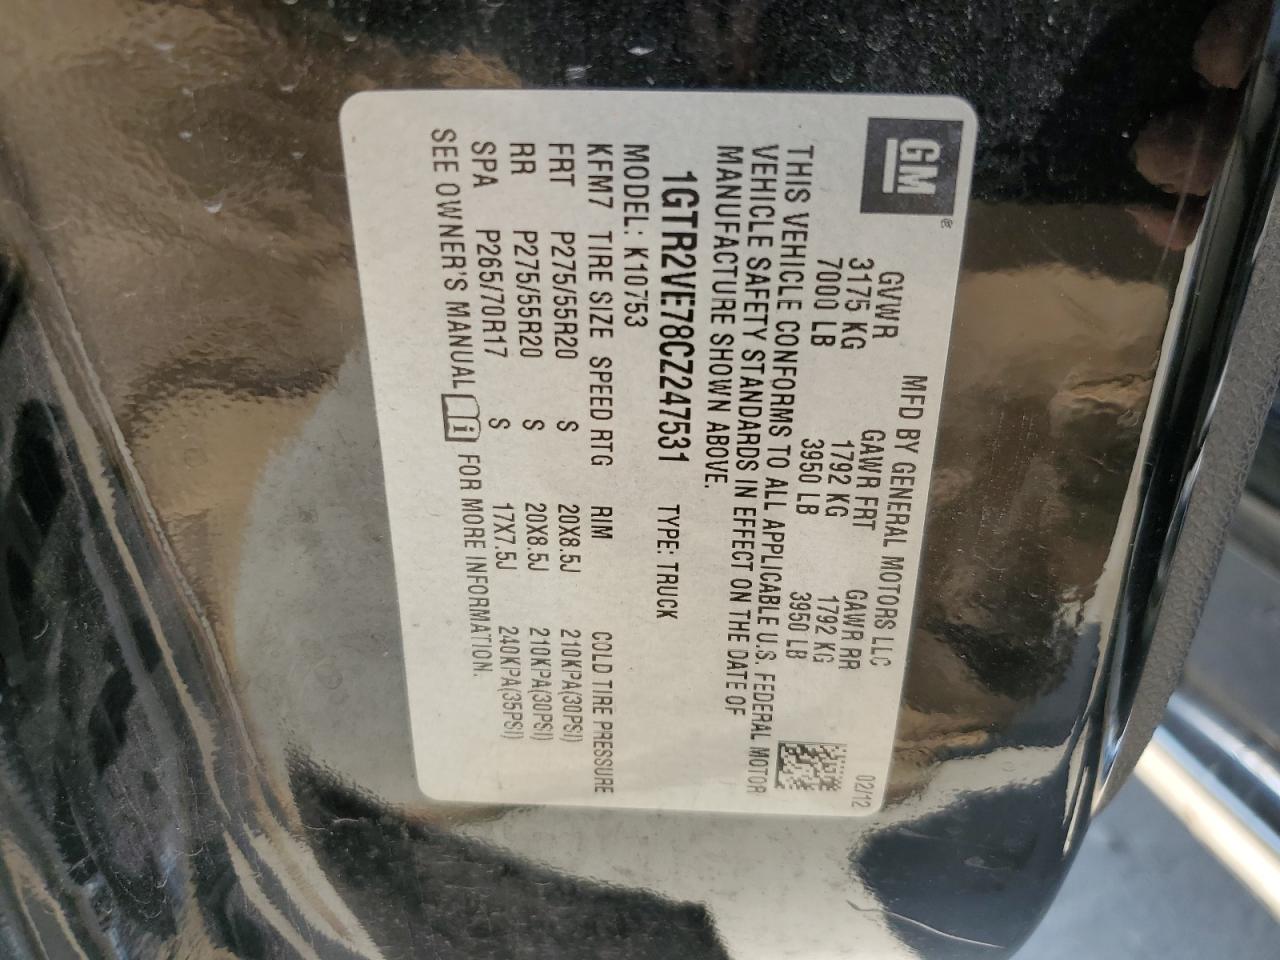 GM®
MFD BY GENERAL MOTORS LLC 02/12
GVWR GAWR FRT GAWR RR
3175 KG 1792 KG 1792 KG
7000 LB 3950 LB 3950 LB
THIS VEHICLE CONFORMS TO ALL APPLICABLE U.S. FEDERAL MOTOR
VEHICLE SAFETY STANDARDS IN EFFECT ON THE DATE OF
MANUFACTURE SHOWN ABOVE.
1GTR2VE78CZ247531 TYPE: TRUCK
MODEL: K10753
KFM7 TIRE SIZE SPEED RTG RIM COLD TIRE PRESSURE
FRT P275/55R20 S 20X8.5J 210KPA(30PSI)
RR P275/55R20 S 20X8.5J 210KPA(30PSI)
SPA P265/70R17 S 17X7.5J 240KPA(35PSI)
SEE OWNER'S MANUAL i FOR MORE INFORMATION.